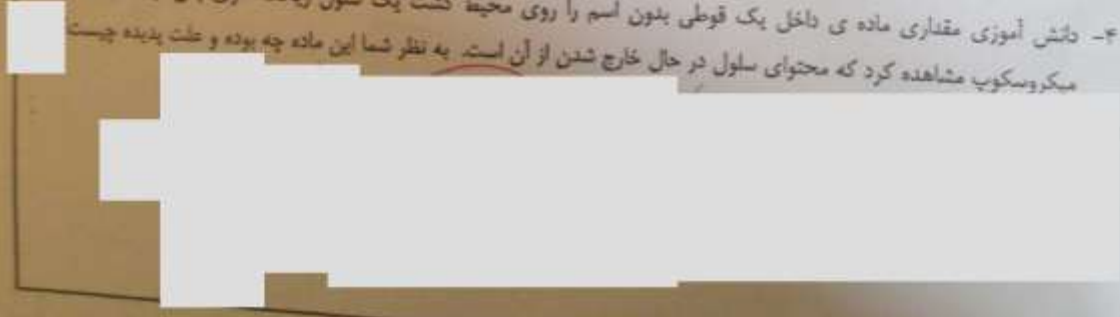 ۴- دانش آموزی مقداری ماده ی داخل یک قوطی بدون اسم را روی محیط کشت یک سلول
میکروسکوپ مشاهده کرد که محتوای سلول در حال خارج شدن از آن است. به نظر شما این ماده چه بوده و علت پدیده چیست